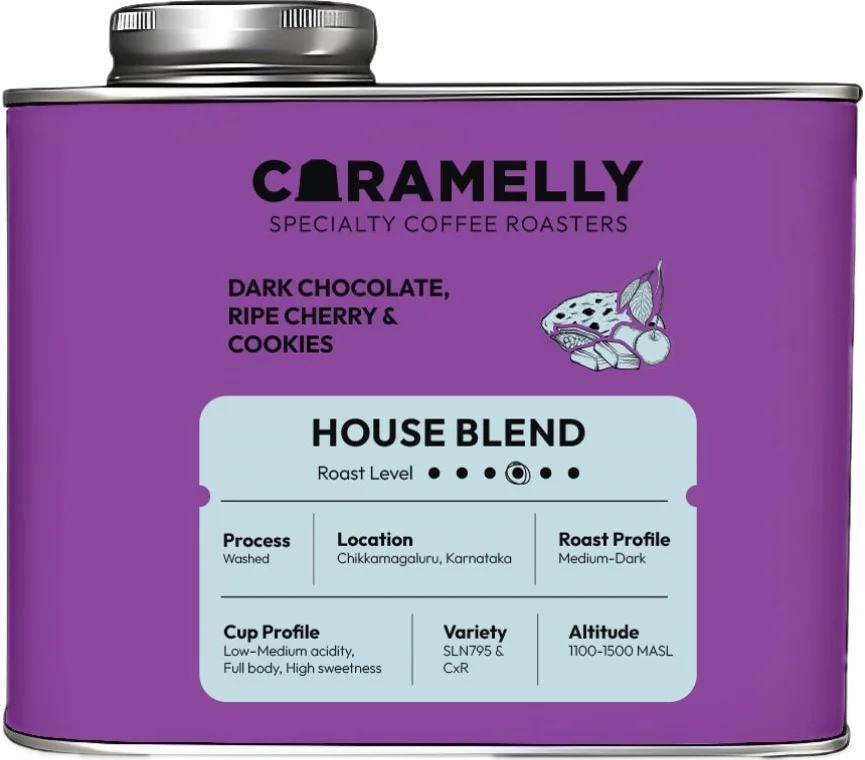 CARAMELLY
SPECIALTY COFFEE ROASTERS
DARK CHOCOLATE,
RIPE CHERRY &
COOKIES
HOUSE BLEND
Roast Level
Process
Washed
Location
Chikkamagaluru, Karnataka
Roast Profile
Medium-Dark
Cup Profile
Low-Medium acidity,
Full body, High sweetness
Variety
SLN795 &
CxR
Altitude
1100-1500 MASL